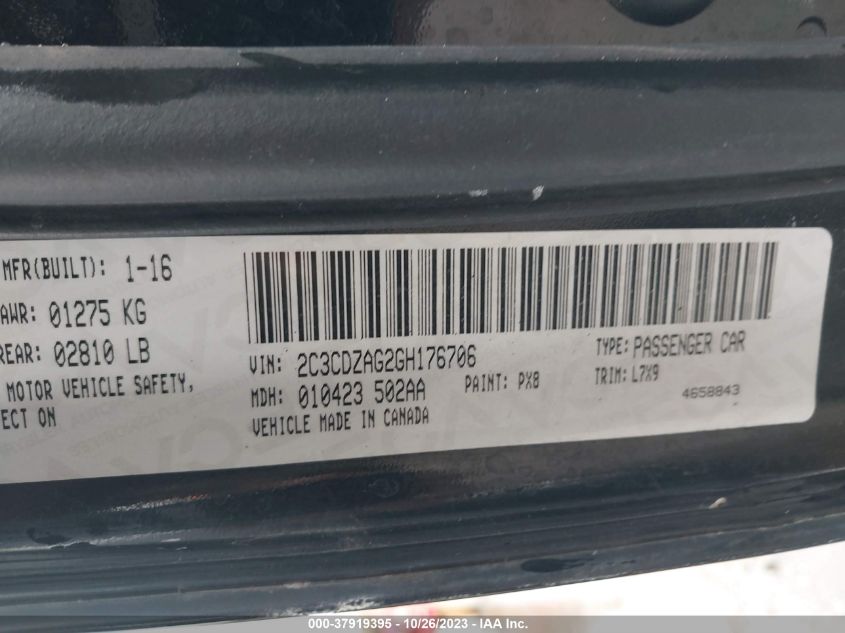 MFR(BUILT): 1-16
AWR: 01275 KG
REAR: 02810 LB
MOTOR VEHICLE SAFETY,
ECT ON
VIN: 2C3CDZAG2GH176706
TYPE: PASSENGER CAR
MDH: 010423 502AA
PAINT: PX8
TRIM: L7X9
VEHICLE MADE IN CANADA
4658843
000-37919395 - 10/26/2023 - IAA Inc.